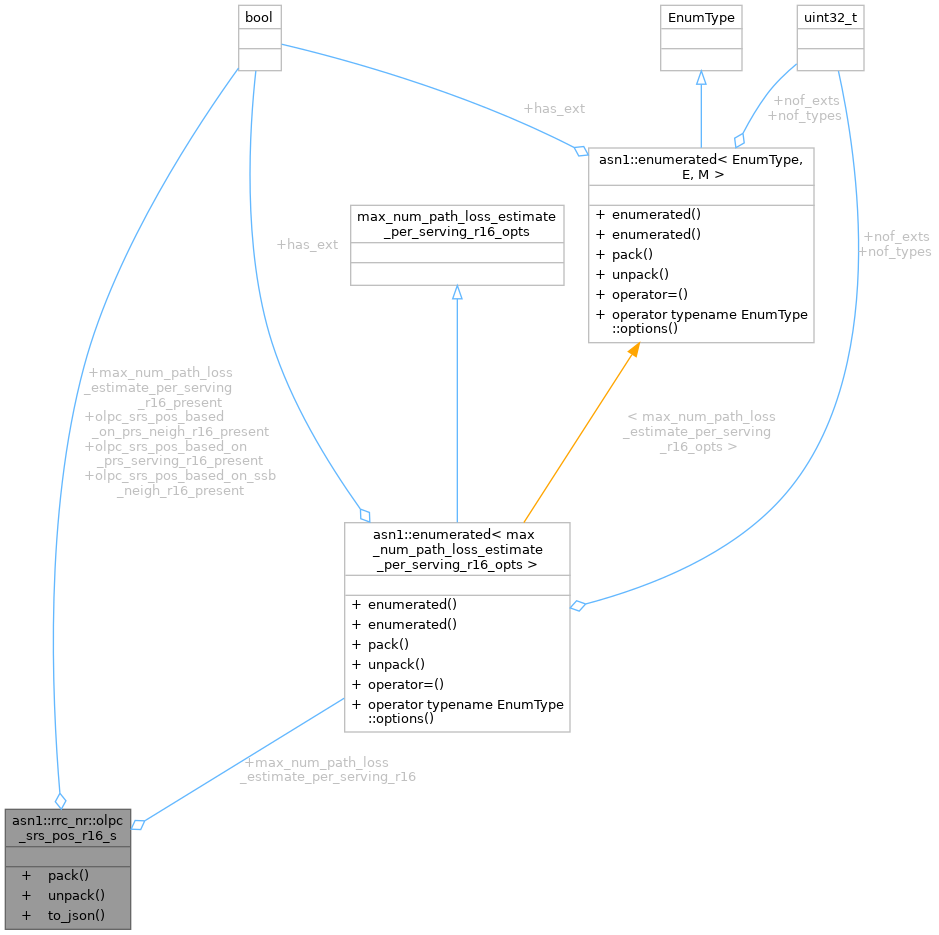 bool
EnumType
uint32_t
+has_ext
+nof_exts
+nof_types
asn1::enumerated< EnumType,
E, M >
+ enumerated()
+ enumerated()
+ pack()
+ unpack()
+ operator=()
+ operator typename EnumType
::options()
max_num_path_loss_estimate
_per_serving_r16_opts
+has_ext
+nof_exts
+nof_types
+max_num_path_loss
_estimate_per_serving
_r16_present
+olpc_srs_pos_based
_on_prs_neigh_r16_present
+olpc_srs_pos_based_on
_prs_serving_r16_present
+olpc_srs_pos_based_on_ssb
_neigh_r16_present
< max_num_path_loss
_estimate_per_serving
_r16_opts >
asn1::enumerated< max
_num_path_loss_estimate
_per_serving_r16_opts >
+ enumerated()
+ enumerated()
+ pack()
+ unpack()
+ operator=()
+ operator typename EnumType
::options()
+max_num_path_loss
_estimate_per_serving_r16
asn1::rrc_nr::olpc
_srs_pos_r16_s
+ pack()
+ unpack()
+ to_json()